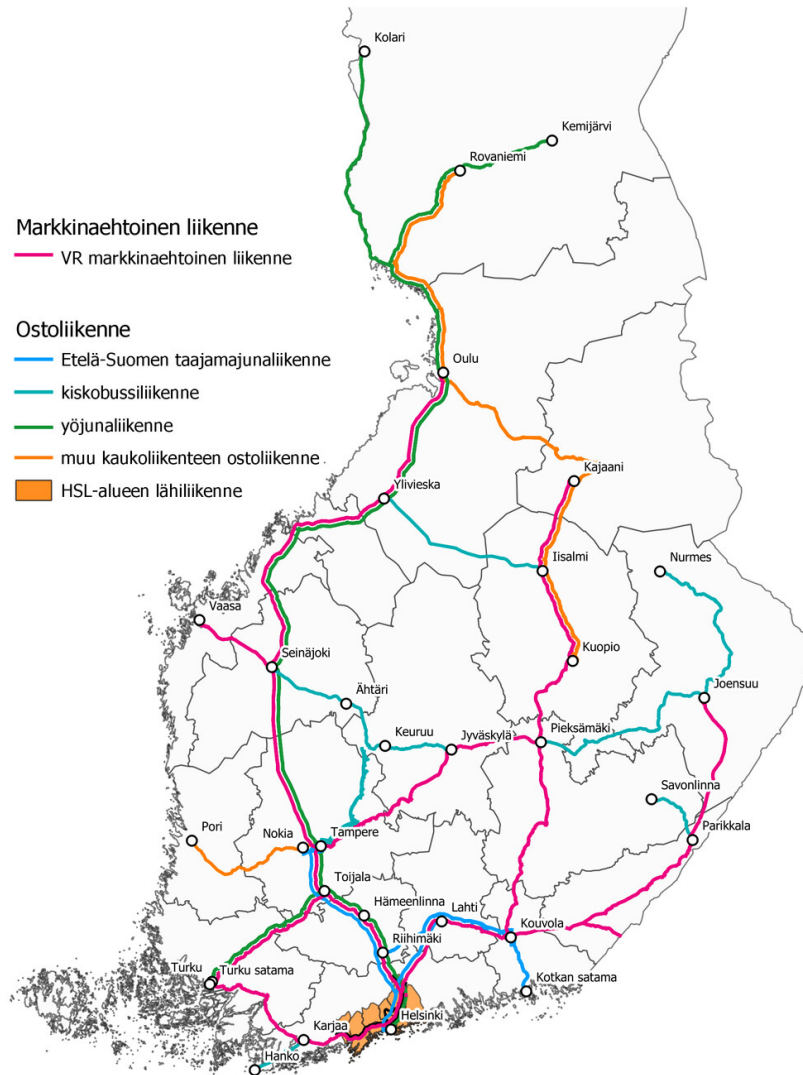 Kolari
Kemijärvi
Rovaniemi
Markkinaehtoinen liikenne
VR markkinaehtoinen liikenne
Ostoliikenne
Etelä-Suomen taajamajunaliikenne
kiskobussiliikenne
yöjunaliikenne
muu kaukoliikenteen ostoliikenne
HSL-alueen lähiliikenne
Oulu
Kajaani
Ylivieska
Iisalmi
Nurmes
Vaasa
Kuopio
Seinäjoki
Joensuu
Ähtäri
Keuruu
Jyväskylä
Pieksämäki
Savonlinna
Pori
Nokia
Tampere
Parikkala
Toijala
Hämeenlinna
Lahti
Kouvola
Riihimäki
Turku
Turku satama
Kotkan satama
Karjaa
Helsinki
Hanko